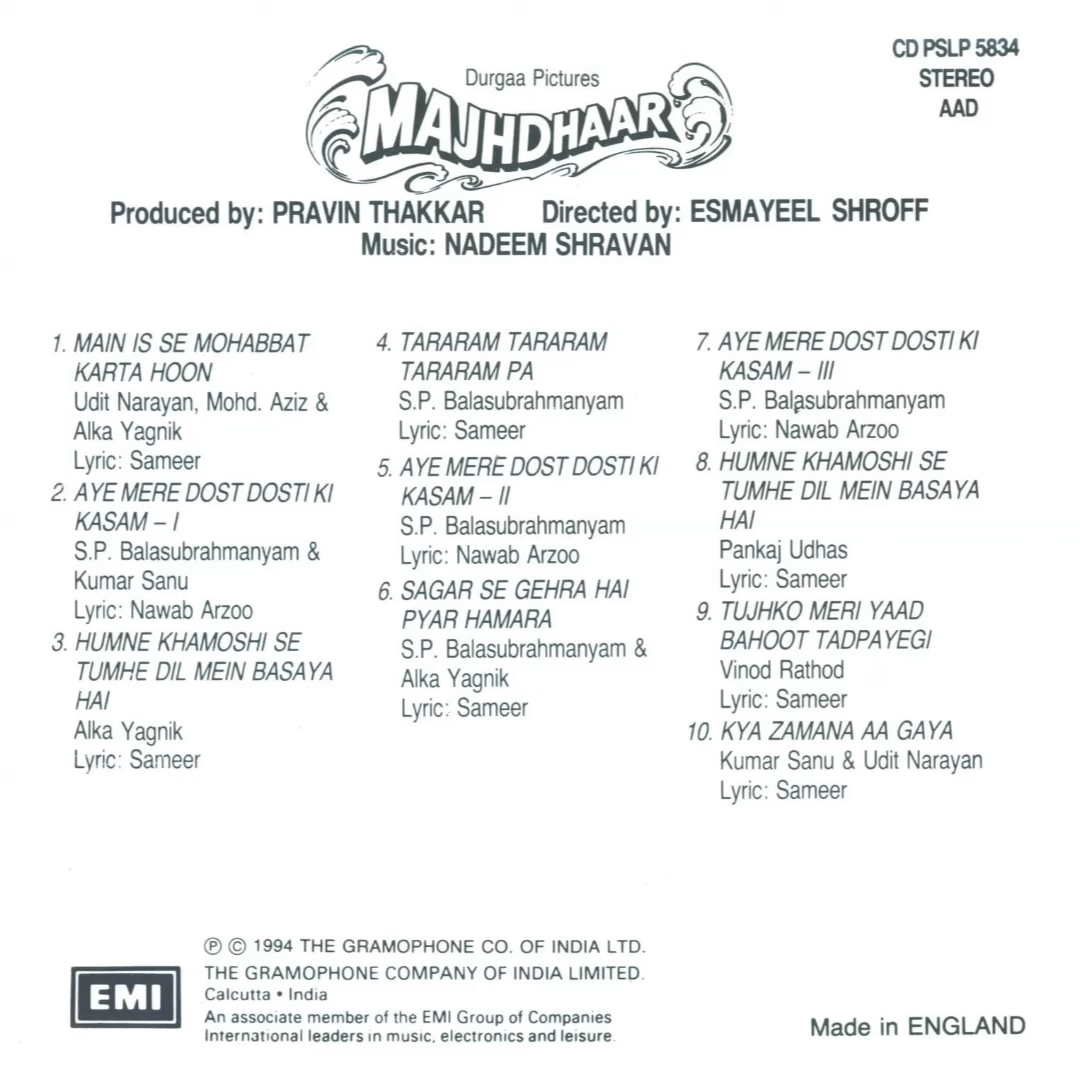 CD PSLP 5834
STEREO
AAD
Durgaa Pictures
MAJHDHAAR
Produced by: PRAVIN THAKKAR Directed by: ESMAYEEL SHROFF
Music: NADEEM SHRAVAN
1. MAIN IS SE MOHABBAT
KARTA HOON
Udit Narayan, Mohd. Aziz &
Alka Yagnik
Lyric: Sameer
2. AYE MERE DOST DOSTI KI
KASAM – I
S.P. Balasubrahmanyam &
Kumar Sanu
Lyric: Nawab Arzoo
3. HUMNE KHAMOSHI SE
TUMHE DIL MEIN BASAYA
HAI
Alka Yagnik
Lyric: Sameer
4. TARARAM TARARAM
TARARAM PA
S.P. Balasubrahmanyam
Lyric: Sameer
5. AYE MERE DOST DOSTI KI
KASAM – II
S.P. Balasubrahmanyam
Lyric: Nawab Arzoo
6. SAGAR SE GEHRA HAI
PYAR HAMARA
S.P. Balasubrahmanyam &
Alka Yagnik
Lyric: Sameer
7. AYE MERE DOST DOSTI KI
KASAM – III
S.P. Balasubrahmanyam
Lyric: Nawab Arzoo
8. HUMNE KHAMOSHI SE
TUMHE DIL MEIN BASAYA
HAI
Pankaj Udhas
Lyric: Sameer
9. TUJHKO MERI YAAD
BAHOOT TADPAYEGI
Vinod Rathod
Lyric: Sameer
10. KYA ZAMANA AA GAYA
Kumar Sanu & Udit Narayan
Lyric: Sameer
EMI
℗ © 1994 THE GRAMOPHONE CO. OF INDIA LTD.
THE GRAMOPHONE COMPANY OF INDIA LIMITED.
Calcutta • India
An associate member of the EMI Group of Companies
International leaders in music, electronics and leisure.
Made in ENGLAND